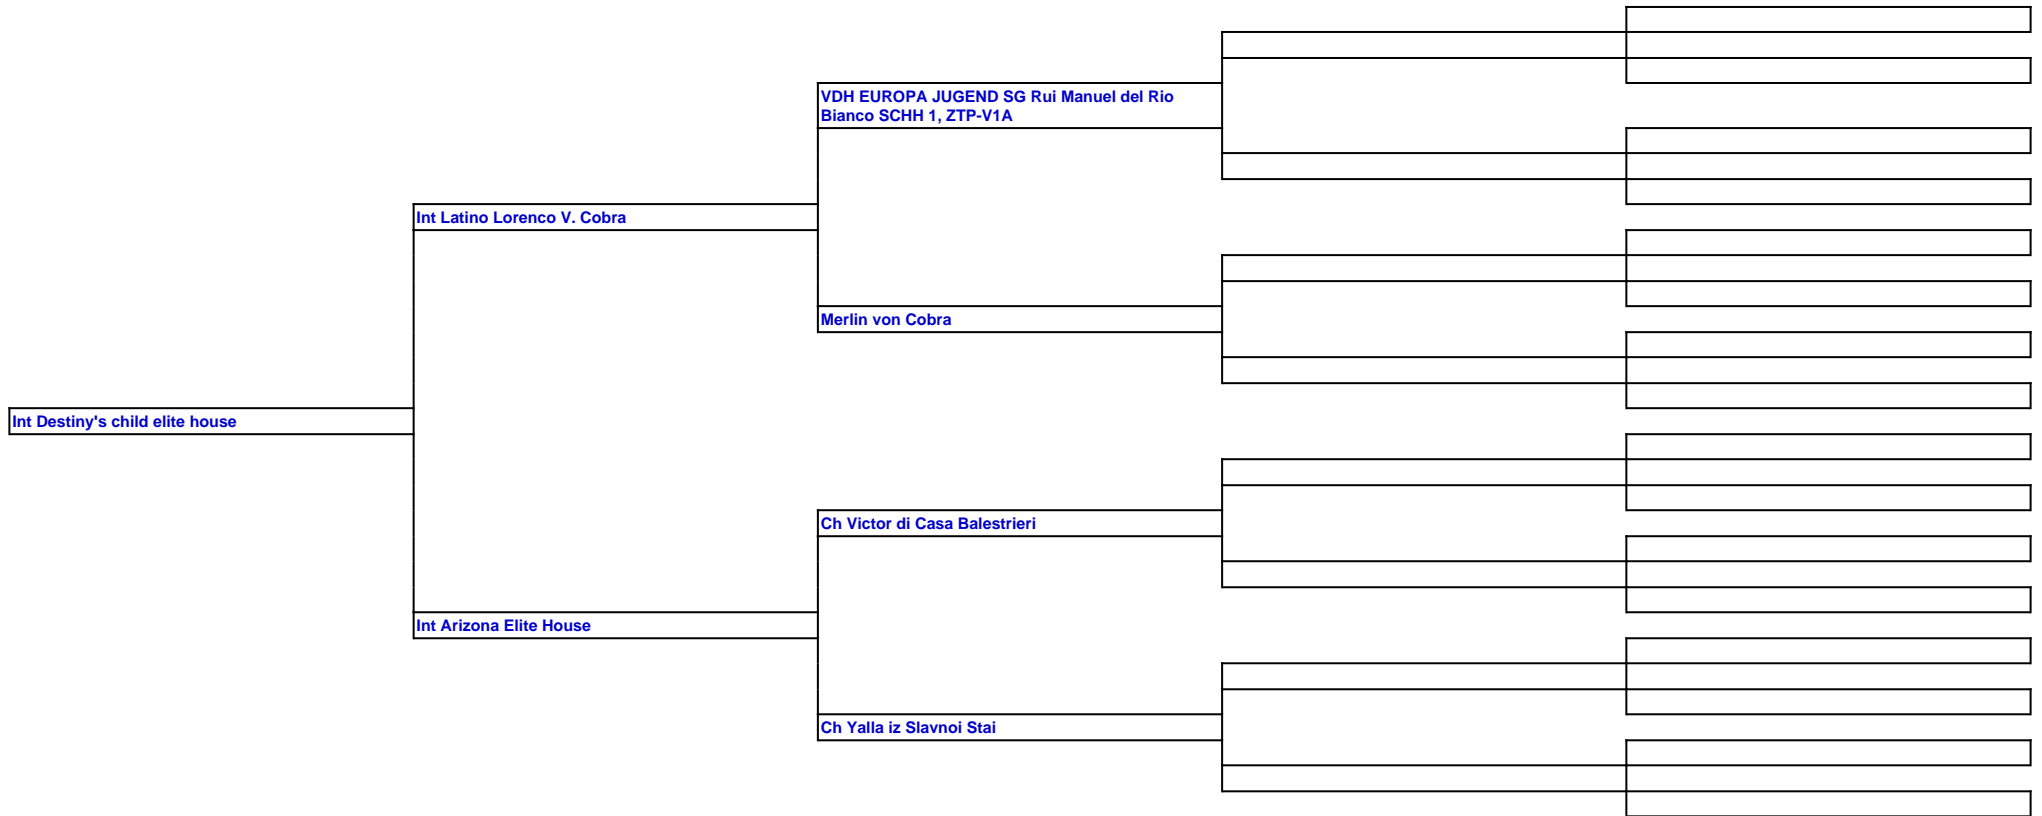 VDH EUROPA JUGEND SG Rui Manuel del Rio
Bianco SCHH 1, ZTP-V1A
Int Latino Lorenco V. Cobra
Merlin von Cobra
Int Destiny's child elite house
Ch Victor di Casa Balestrieri
Int Arizona Elite House
Ch Yalla iz Slavnoi Stai